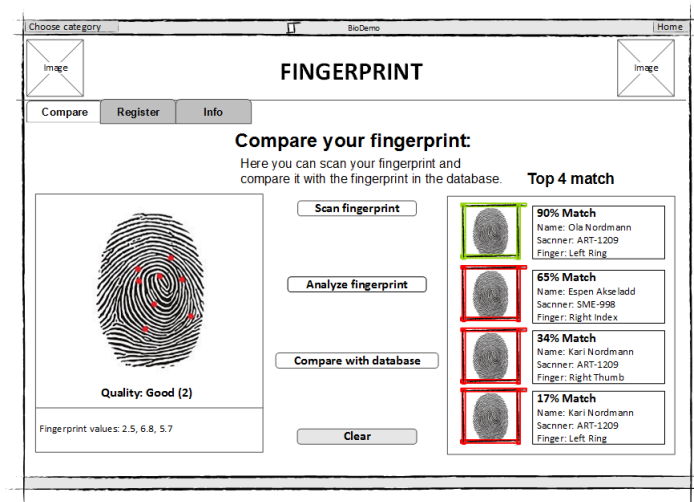 Choose category
BioDemo
Home
Image
FINGERPRINT
Image
Compare
Register
Info
Compare your fingerprint:
Here you can scan your fingerprint and
compare it with the fingerprint in the database.
Top 4 match
Scan fingerprint
Analyze fingerprint
Compare with database
Clear
Quality: Good (2)
Fingerprint values: 2.5, 6.8, 5.7
90% Match
Name: Ola Nordmann
Sacnner: ART-1209
Finger: Left Ring
65% Match
Name: Espen Akseladd
Sacnner: SME-998
Finger: Right Index
34% Match
Name: Kari Nordmann
Sacnner: ART-1209
Finger: Right Thumb
17% Match
Name: Kari Nordmann
Sacnner: ART-1209
Finger: Left Ring